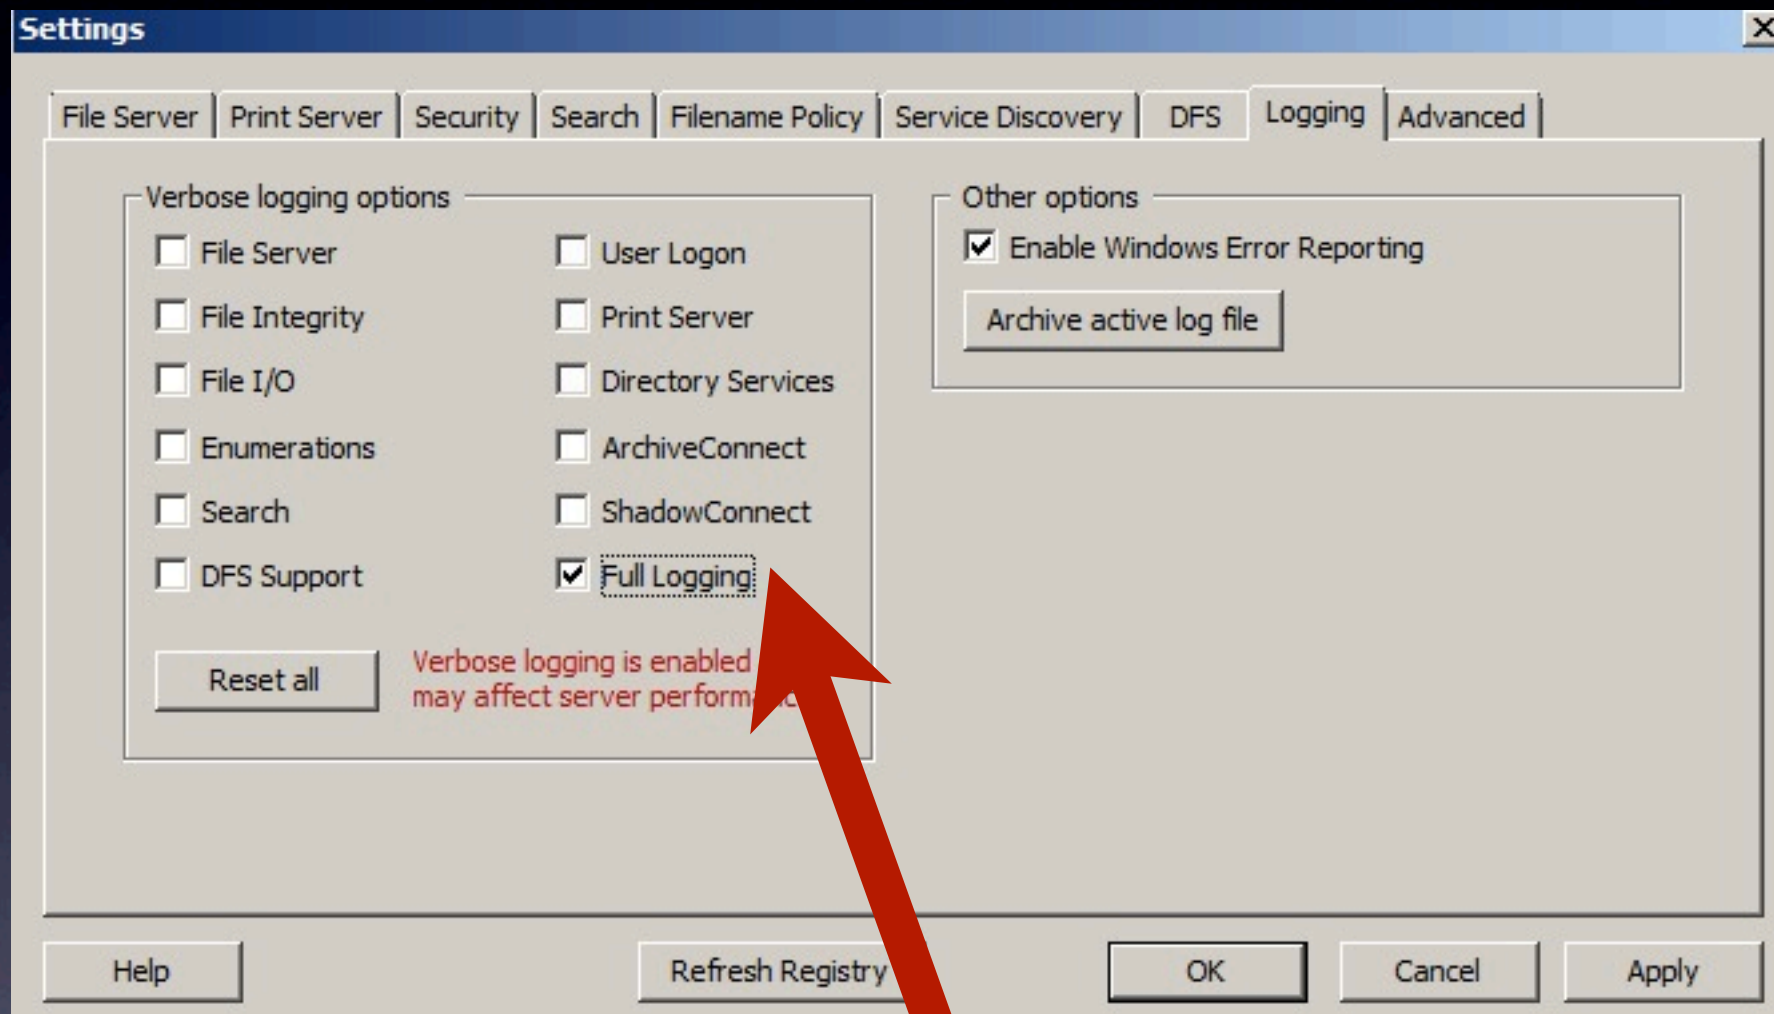 Settings
File Server Print Server Security Search Filename Policy Service Discovery DFS Logging Advanced
Verbose logging options
File Server
User Logon
File Integrity
Print Server
File I/O
Directory Services
Enumerations
ArchiveConnect
Search
ShadowConnect
DFS Support
Full Logging
Reset all
Verbose logging is enabled
may affect server
Other options
Enable Windows Error Reporting
Archive active log file
Help
Refresh Registry
OK
Cancel
Apply